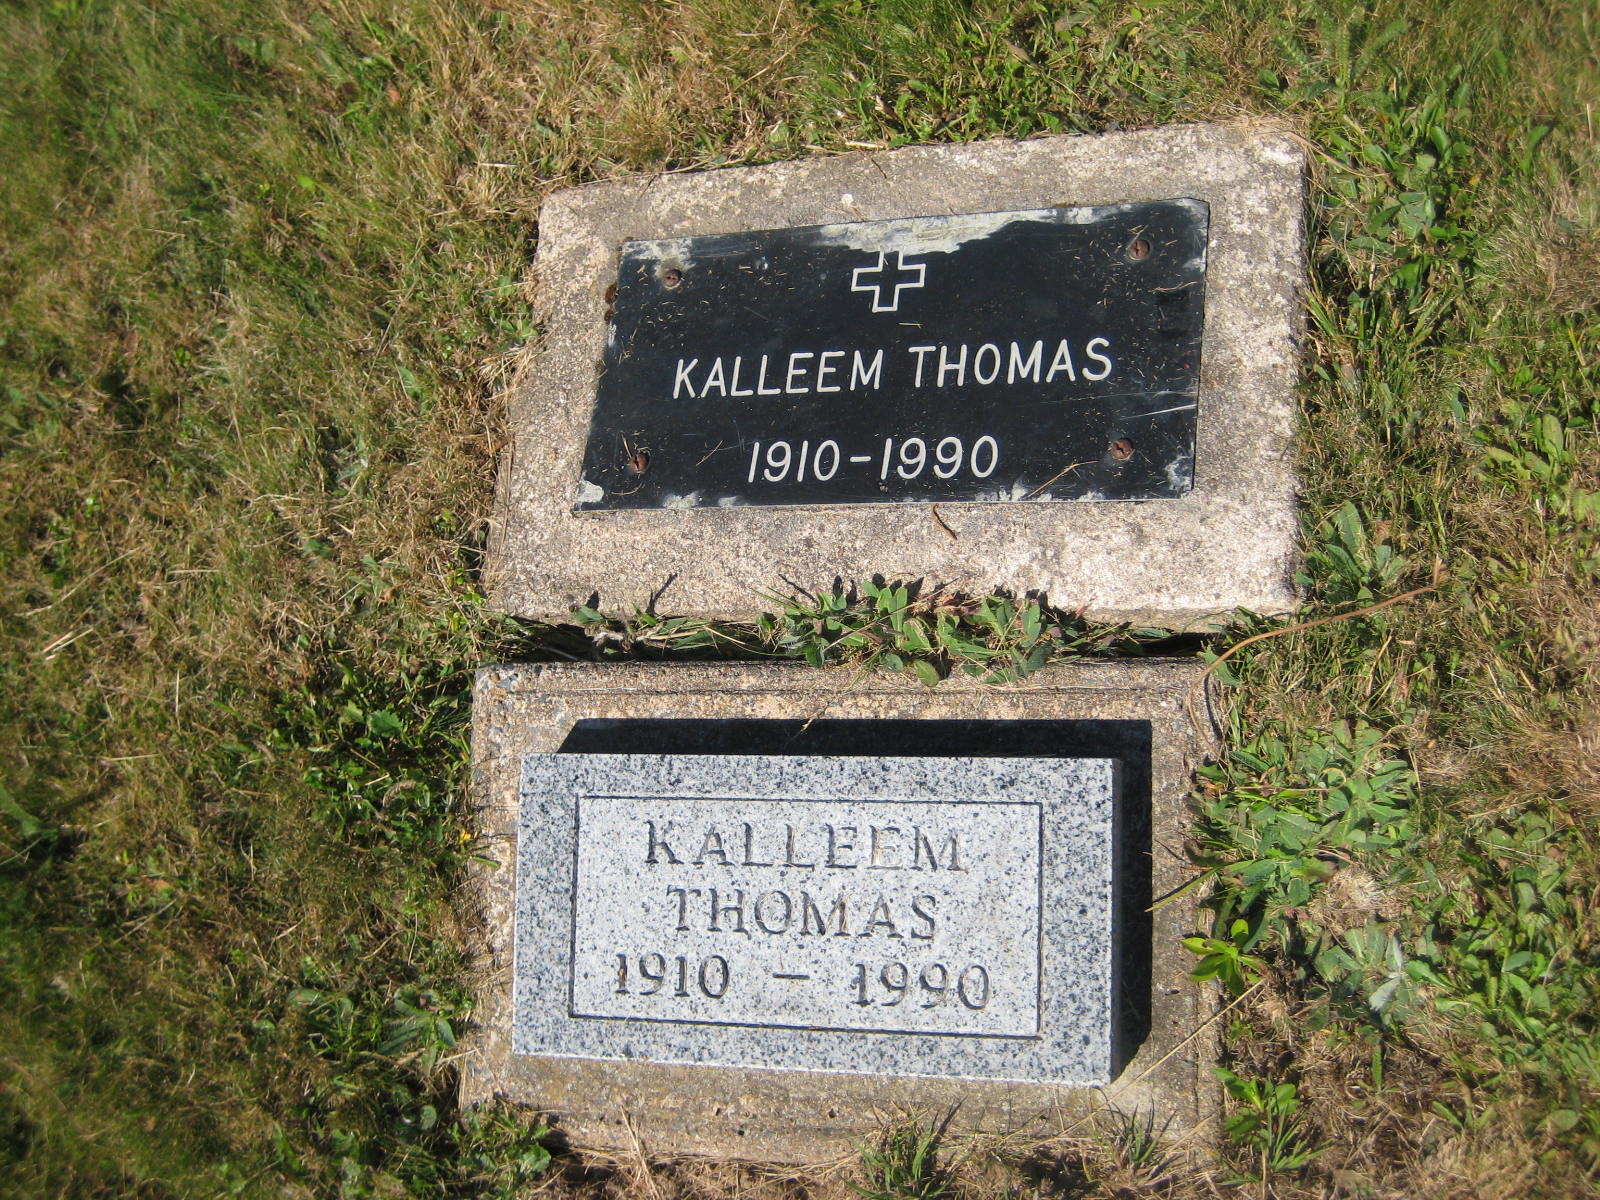 KALLEEM THOMAS
1910-1990
KALLEEM
THOMAS
1910 - 1990